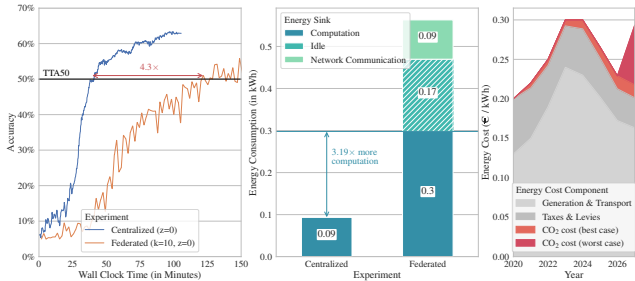 70%
60%
50%
40%
30%
20%
10%
0%
Accuracy
TTA50
4.3×
Experiment
Centralized (z=0)
Federated (k=10, z=0)
0
25
50
75
100
125
150
Wall Clock Time (in Minutes)
Energy Consumption (in kWh)
0.5
0.4
0.3
0.2
0.1
0.0
Energy Sink
Computation
Idle
Network Communication
0.09
0.17
0.3
0.09
3.19× more
computation
Centralized
Federated
Experiment
Energy Cost (€ / kWh)
0.30
0.25
0.20
0.15
0.10
0.05
0.00
Energy Cost Component
Generation & Transport
Taxes & Levies
CO2 cost (best case)
CO2 cost (worst case)
2020
2022
2024
2026
Year